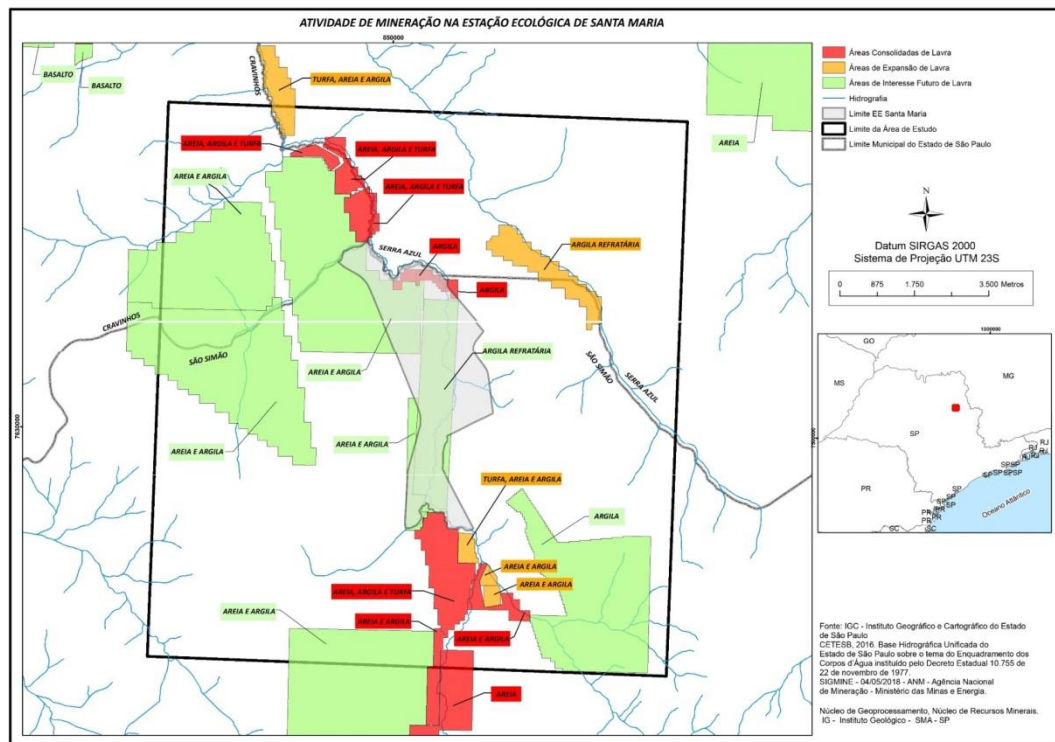 ATIVIDADE DE MINERAÇÃO NA ESTAÇÃO ECOLÓGICA DE SANTA MARIA
850000
BASALTO
BASALTO
CRAVINHOS
TURFA, AREIA E ARGILA
AREIA
AREIA, ARGILA E TURFA
AREIA, ARGILA E TURFA
AREIA E ARGILA
AREIA, ARGILA E TURFA
SERRA AZUL
ARGILA
ARGILA REFRATÁRIA
ARGILA
CRAVINHOS
SÃO SIMÃO
ARGILA REFRATÁRIA
AREIA E ARGILA
SÃO SIMÃO
SERRA AZUL
7630000
AREIA E ARGILA
AREIA E ARGILA
TURFA, AREIA E ARGILA
ARGILA
AREIA E ARGILA
AREIA E ARGILA
AREIA, ARGILA E TURFA
AREIA E ARGILA
AREIA E ARGILA
AREIA E ARGILA
AREIA
Áreas Consolidadas de Lavra
Áreas de Expansão de Lavra
Áreas de Interesse Futuro de Lavra
Hidrografia
Limite EE Santa Maria
Limite da Área de Estudo
Limite Municipal do Estado de São Paulo
N
Datum SIRGAS 2000
Sistema de Projeção UTM 23S
0 875 1.750 3.500 Metros
GO
MS
MG
SP
RJ
RJ
PR
SP
SP
SP
SP
PR
PR
SC
SC
Oceano Atlântico
Fonte: IGC - Instituto Geográfico e Cartográfico do Estado
de São Paulo
CETESB, 2016. Base Hidrográfica Unificada do
Estado de São Paulo sobre o tema do Enquadramento dos
Corpos d'Água instituído pelo Decreto Estadual 10.755 de
22 de novembro de 1977.
SIGMINE - 04/05/2018 - ANM - Agência Nacional
de Mineração - Ministério das Minas e Energia.
Núcleo de Geoprocessamento, Núcleo de Recursos Minerais.
IG - Instituto Geológico - SMA - SP